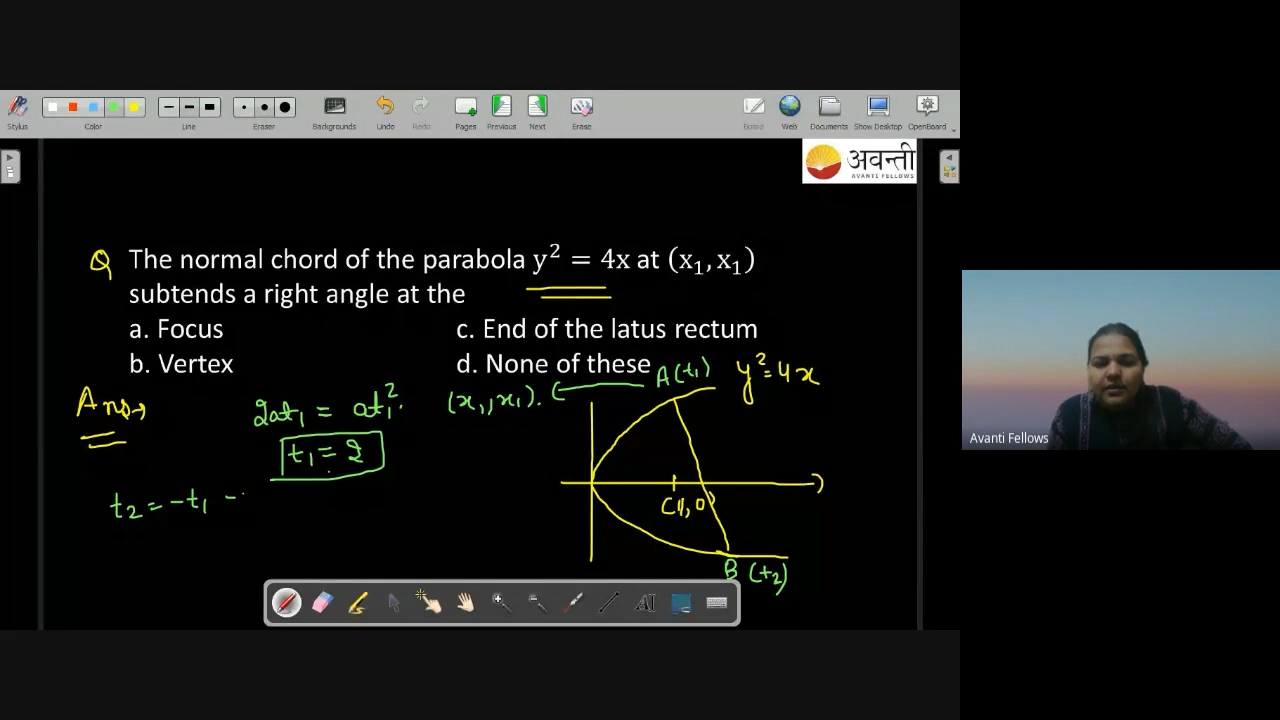 Stylus
Color
Line
Eraser
Backgrounds
Undo
Redo
Pages
Previous
Next
Erase
Board
Web
Documents
Show Desktop
OpenBoard
अवन्ती
AVANTI FELLOWS
Q The normal chord of the parabola y² = 4x at (x₁, x₁)
subtends a right angle at the
a. Focus
c. End of the latus rectum
b. Vertex
d. None of these
Ans→
2at₁ = at₁².
(x₁, x₁).
A(t₁)
y²=4x
t₁ = 2
t₂ = -t₁ -
(1, 0)
B (t₂)
Avanti Fellows